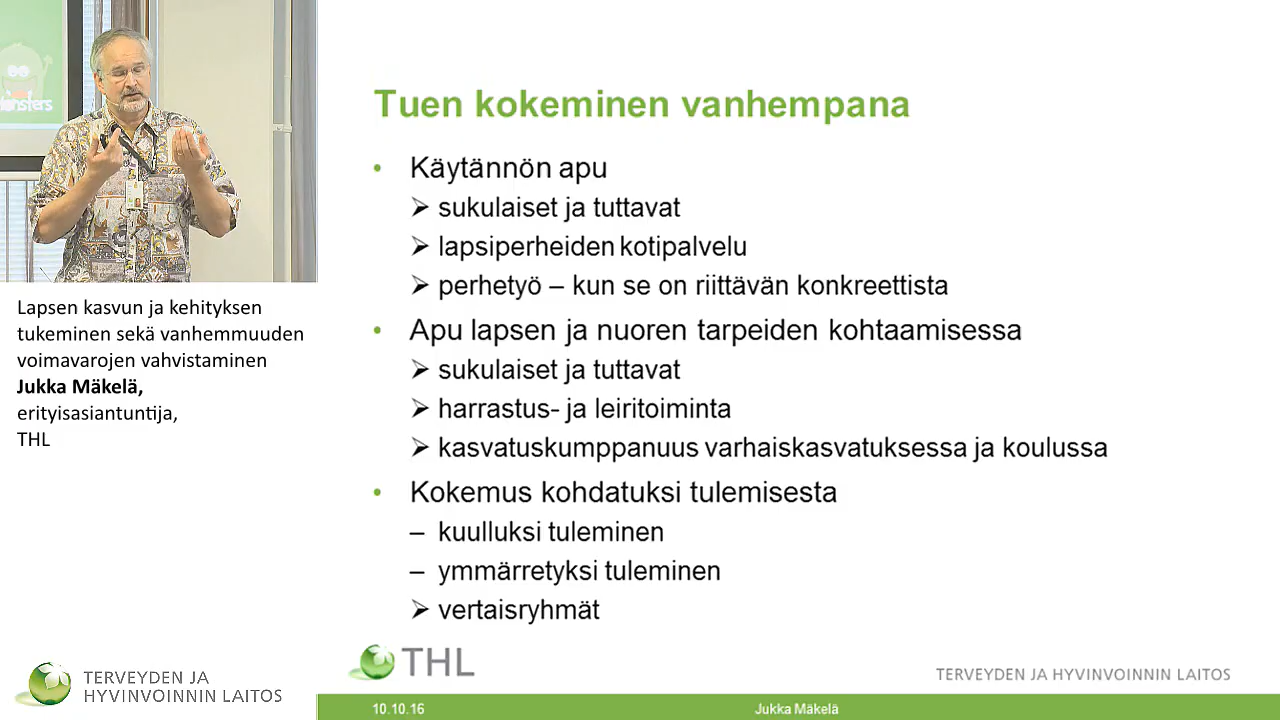 Monsters
Lapsen kasvun ja kehityksen
tukeminen sekä vanhemmuuden
voimavarojen vahvistaminen
Jukka Mäkelä,
erityisasiantuntija,
THL
TERVEYDEN JA
HYVINVOINNIN LAITOS
Tuen kokeminen vanhempana
• Käytännön apu
➢ sukulaiset ja tuttavat
➢ lapsiperheiden kotipalvelu
➢ perhetyö – kun se on riittävän konkreettista
• Apu lapsen ja nuoren tarpeiden kohtaamisessa
➢ sukulaiset ja tuttavat
➢ harrastus- ja leiritoiminta
➢ kasvatuskumppanuus varhaiskasvatuksessa ja koulussa
• Kokemus kohdatuksi tulemisesta
– kuulluksi tuleminen
– ymmärretyksi tuleminen
➢ vertaisryhmät
THL
TERVEYDEN JA HYVINVOINNIN LAITOS
10.10.16
Jukka Mäkelä